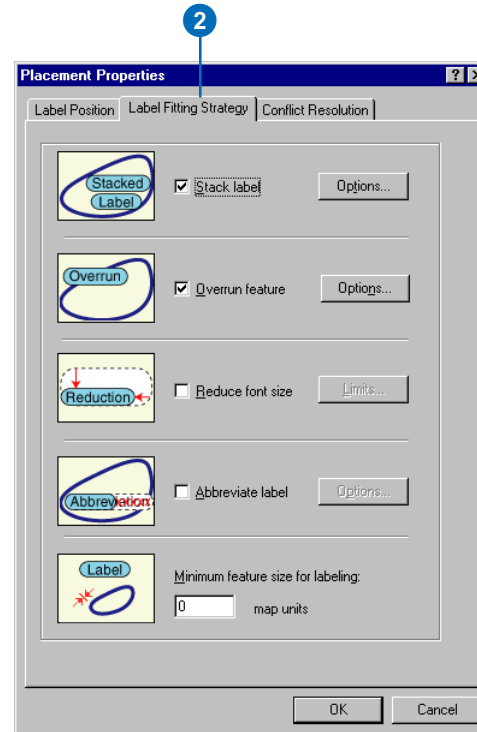 2
Placement Properties
Label Position Label Fitting Strategy Conflict Resolution
Stacked
Label
Stack label Options...
Overrun
Overrun feature Options...
Reduction
Reduce font size Limits...
Abbreviation
Abbreviate label Options...
Label
Minimum feature size for labeling:
0 map units
OK Cancel